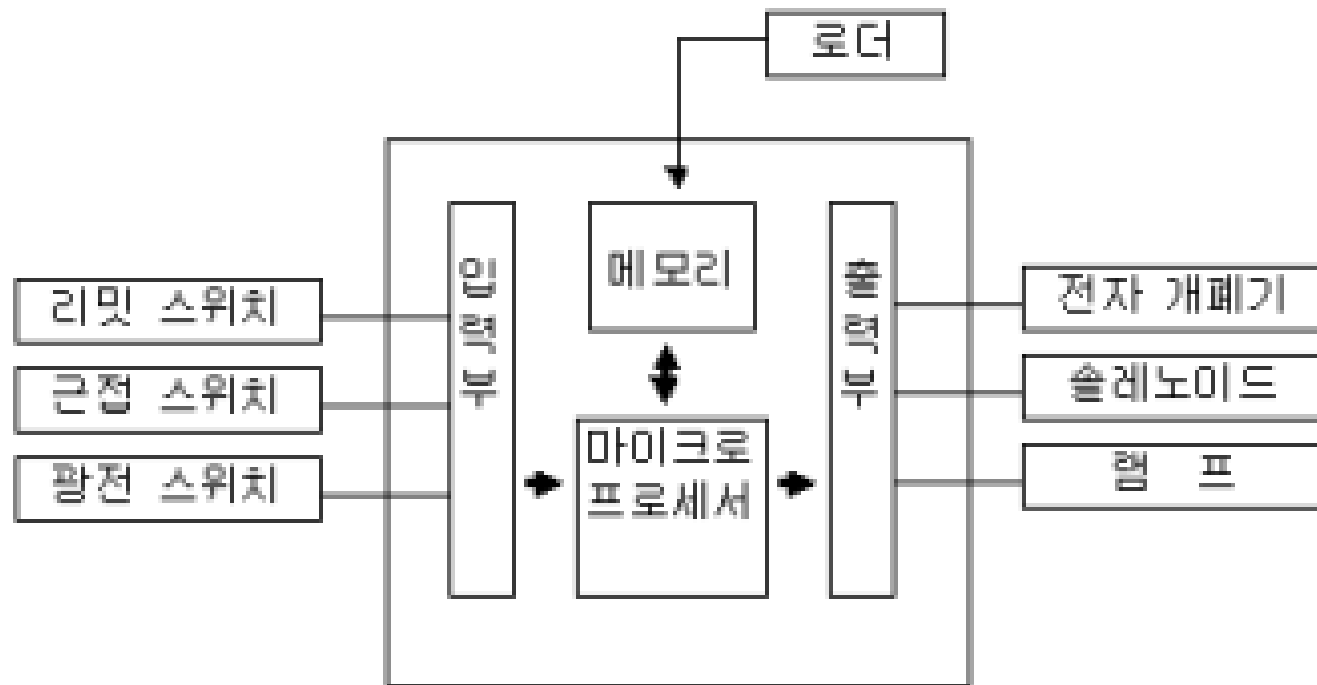 로더
메모리
입력부
출력부
리밋 스위치
근접 스위치
광전 스위치
마이크로
프로세서
전자 개폐기
솔레노이드
램 프